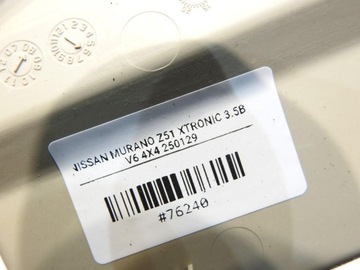 NISSAN MURANO Z51 XTRONIC 3.5B
V6 4X4 250129
#76240